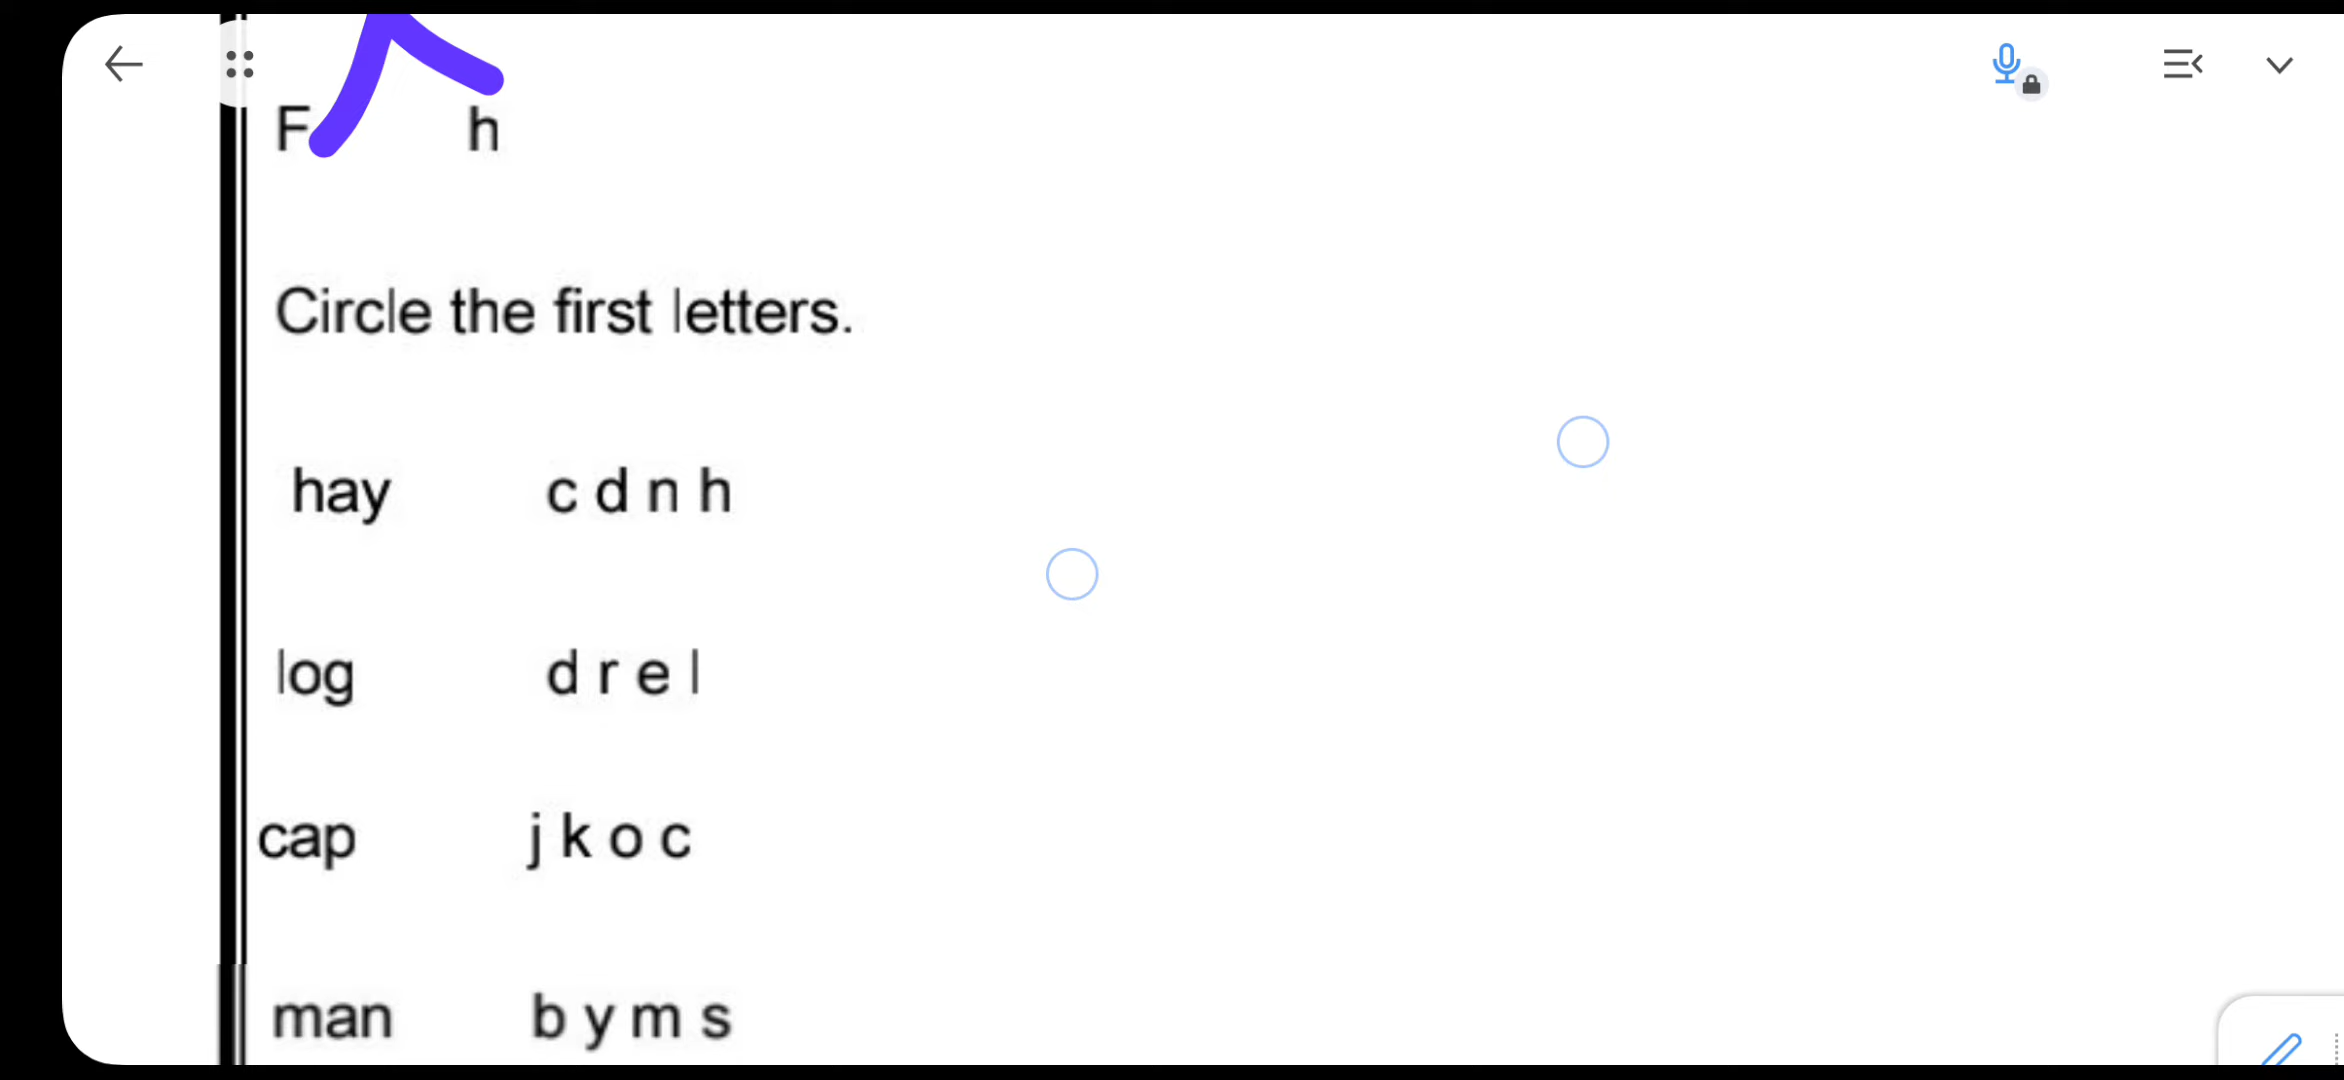 F h
Circle the first letters.
hay c d n h
log d r e l
cap j k o c
man b y m s